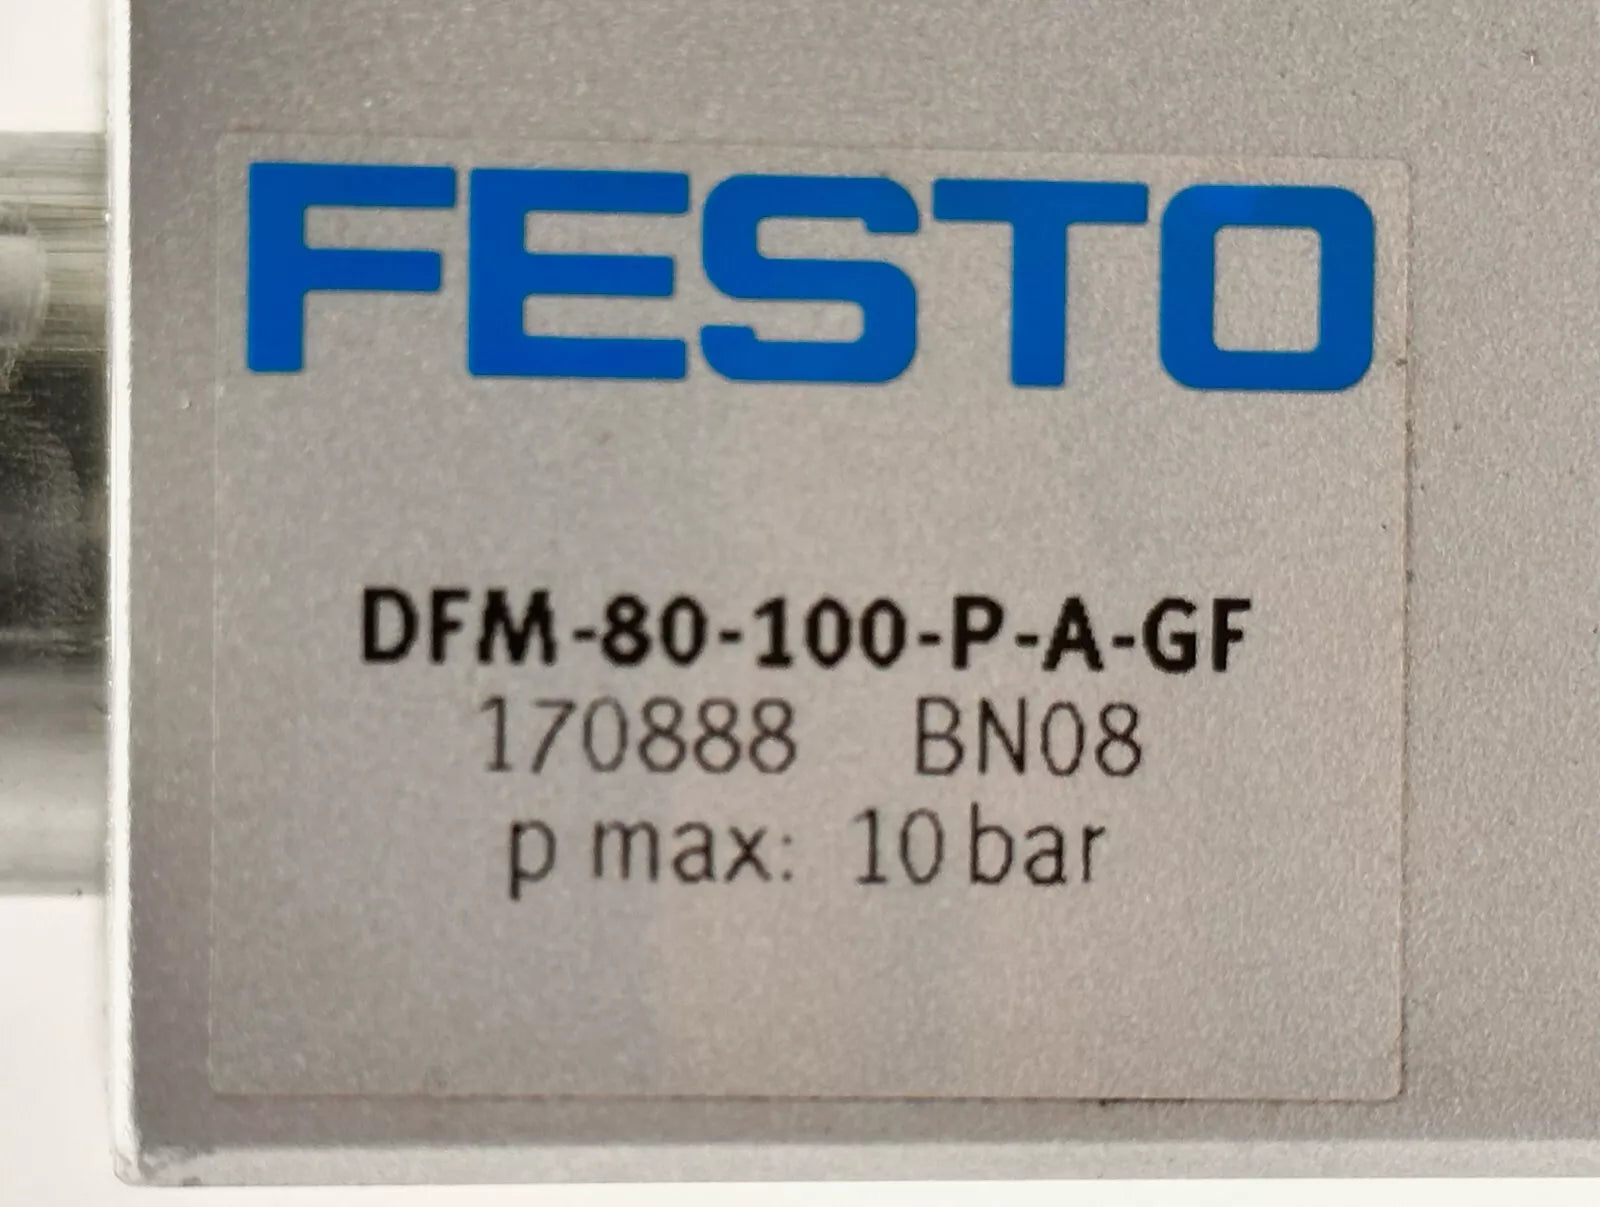 FESTO
DFM-80-100-P-A-GF
170888 BN08
p max: 10 bar